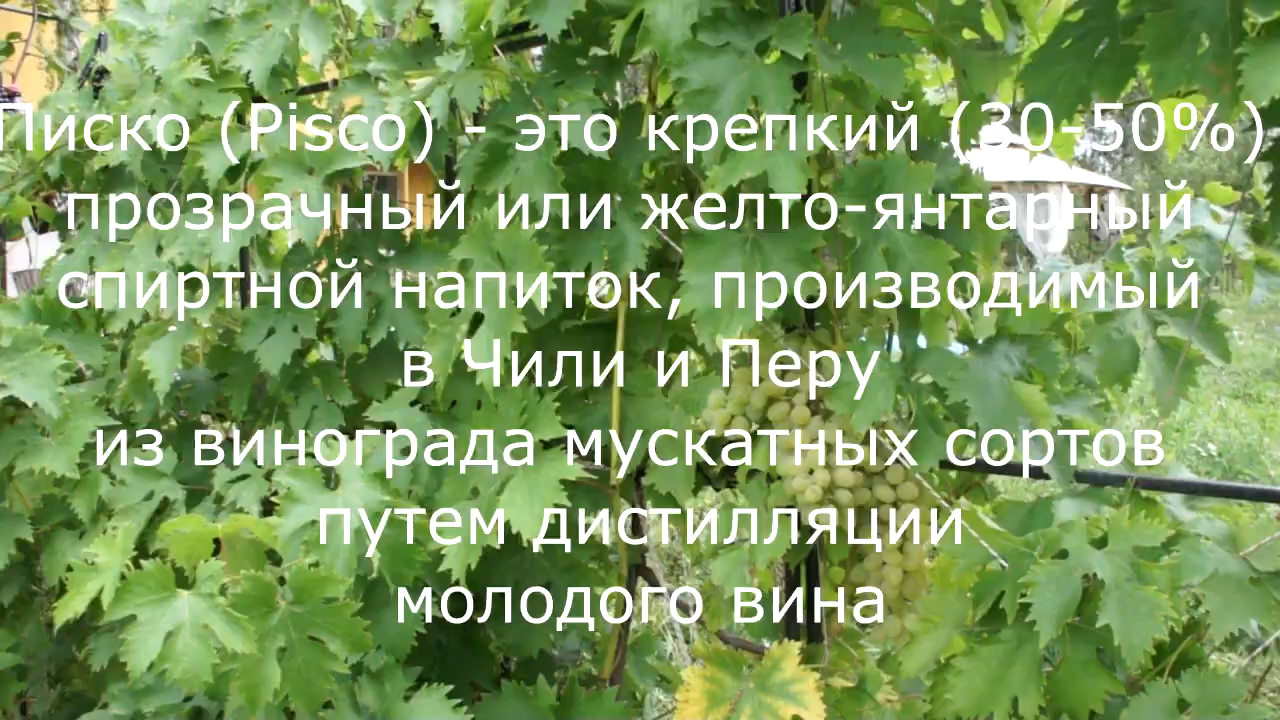 Писко (Pisco) - это крепкий (30-50%)
прозрачный или желто-янтарный
спиртной напиток, производимый
в Чили и Перу
из винограда мускатных сортов
путем дистилляции
молодого вина